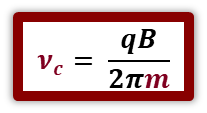 ν_c = qB / 2πm